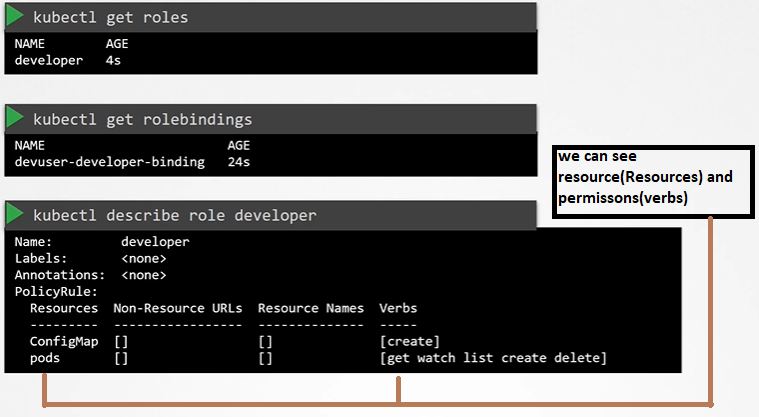 kubectl get roles
NAME AGE
developer 4s
kubectl get rolebindings
NAME AGE
devuser-developer-binding 24s
we can see
resource(Resources) and
permissons(verbs)
kubectl describe role developer
Name: developer
Labels: <none>
Annotations: <none>
PolicyRule:
Resources Non-Resource URLs Resource Names Verbs
--------- ----------------- -------------- -----
ConfigMap [] [] [create]
pods [] [] [get watch list create delete]